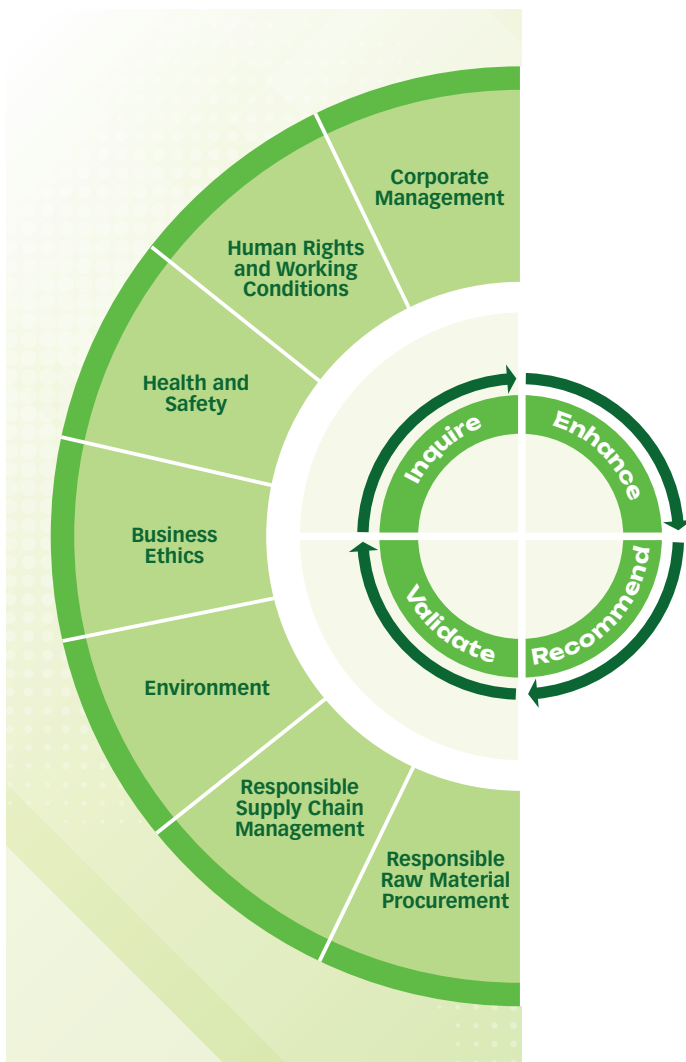 Corporate
Management
Human Rights
and Working
Conditions
Health and
Safety
Business
Ethics
Environment
Responsible
Supply Chain
Management
Responsible
Raw Material
Procurement
Inquire
Enhance
Recommend
Validate